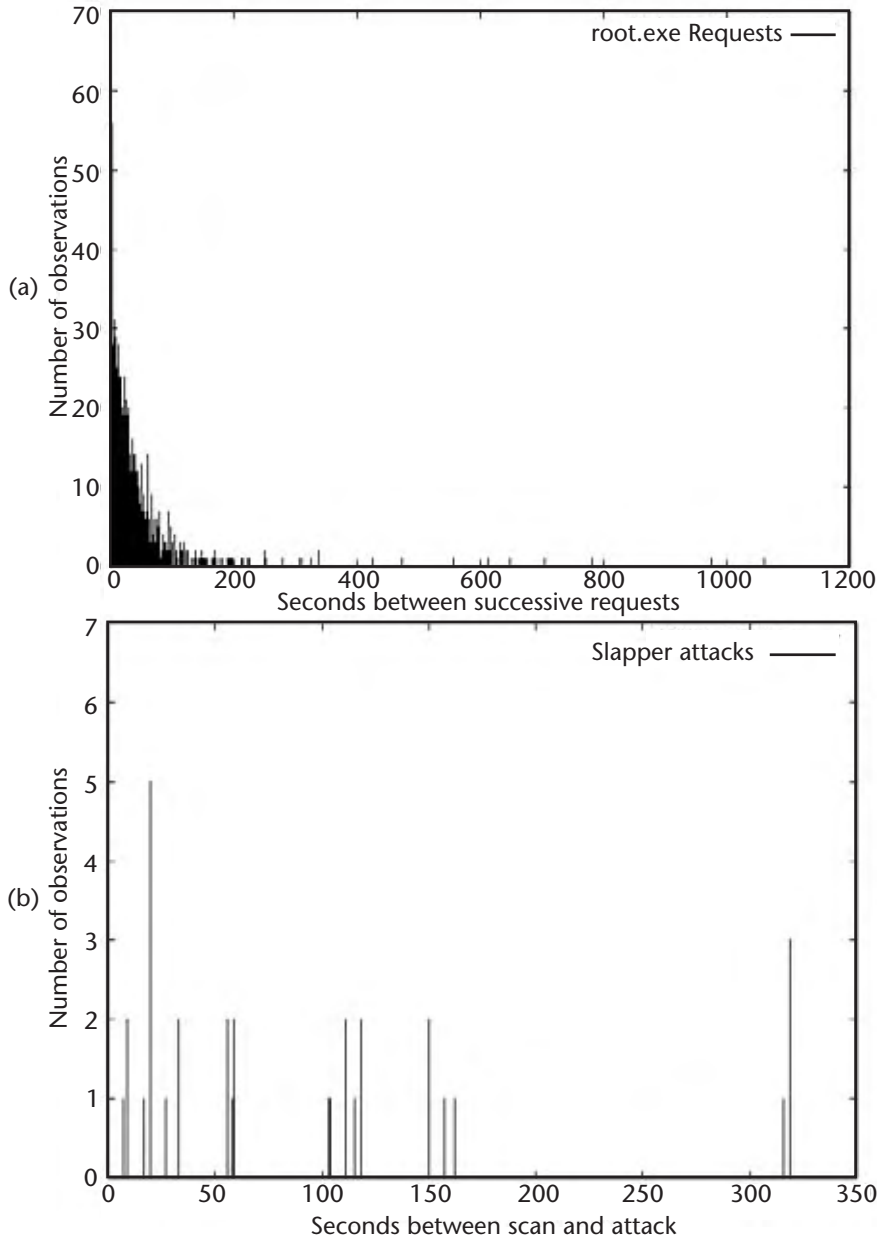 70
root.exe Requests
60
50
40
30
20
10
0
Number of observations
(a)
0 200 400 600 800 1000 1200
Seconds between successive requests
7
Slapper attacks
6
5
4
3
2
1
0
Number of observations
(b)
0 50 100 150 200 250 300 350
Seconds between scan and attack